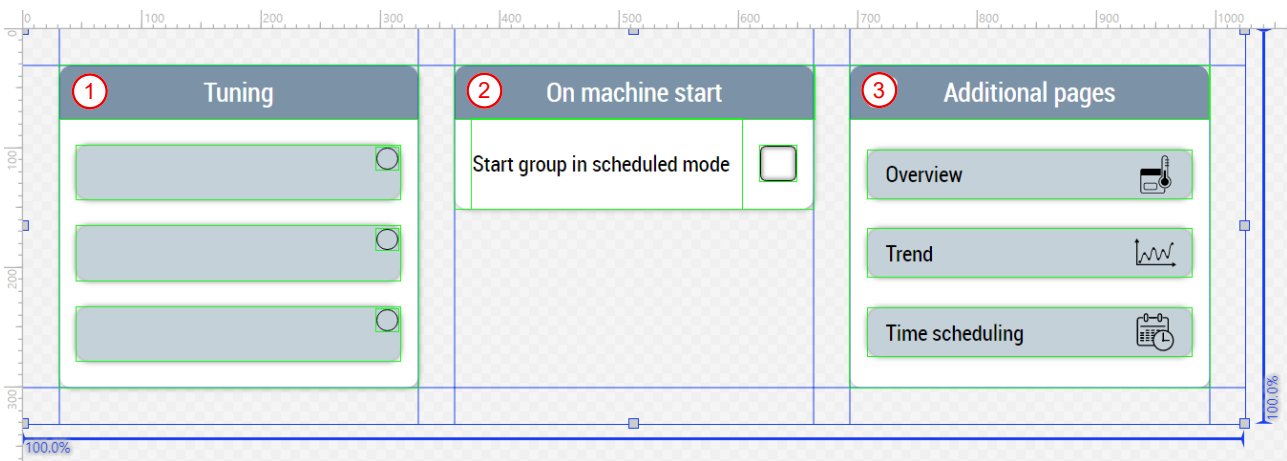 0 100 200 300 400 500 600 700 800 900 1000
0
1 Tuning
2 On machine start
3 Additional pages
100
Start group in scheduled mode
Overview
Trend
200
Time scheduling
300
100.0%
100.0%